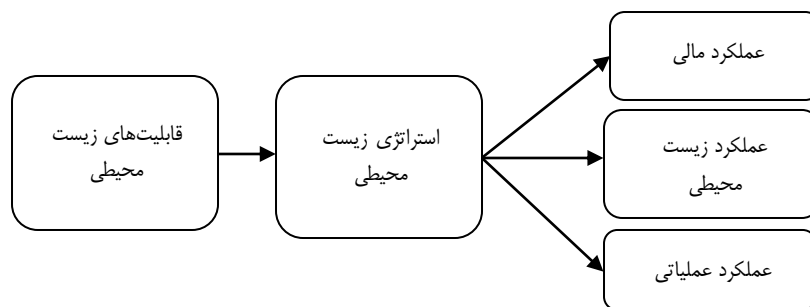 قابلیت‌های زیست
محیطی
استراتژی زیست
محیطی
عملکرد مالی
عملکرد زیست
محیطی
عملکرد عملیاتی